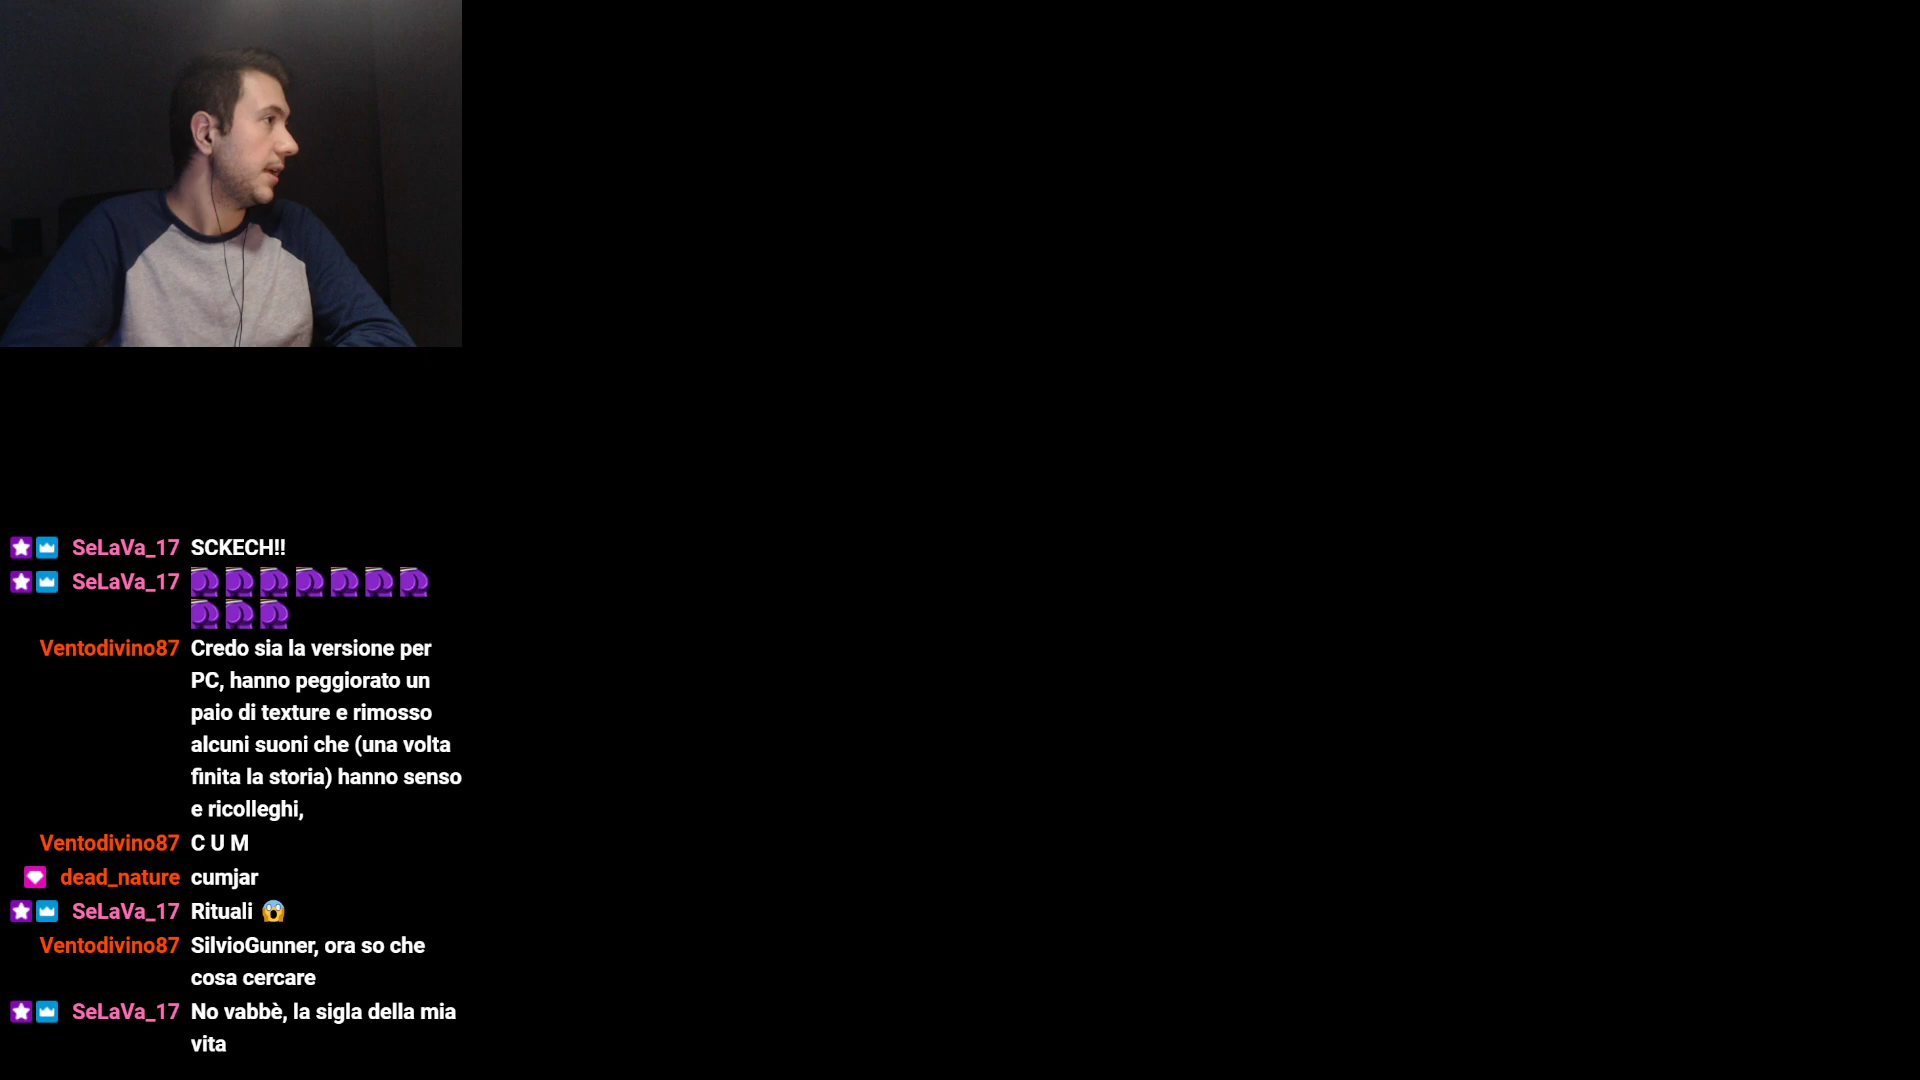 SeLaVa_17 SCKECH!!
SeLaVa_17
Ventodivino87 Credo sia la versione per
PC, hanno peggiorato un
paio di texture e rimosso
alcuni suoni che (una volta
finita la storia) hanno senso
e ricolleghi,
Ventodivino87 C U M
dead_nature cumjar
SeLaVa_17 Rituali 😱
Ventodivino87 SilvioGunner, ora so che
cosa cercare
SeLaVa_17 No vabbè, la sigla della mia
vita